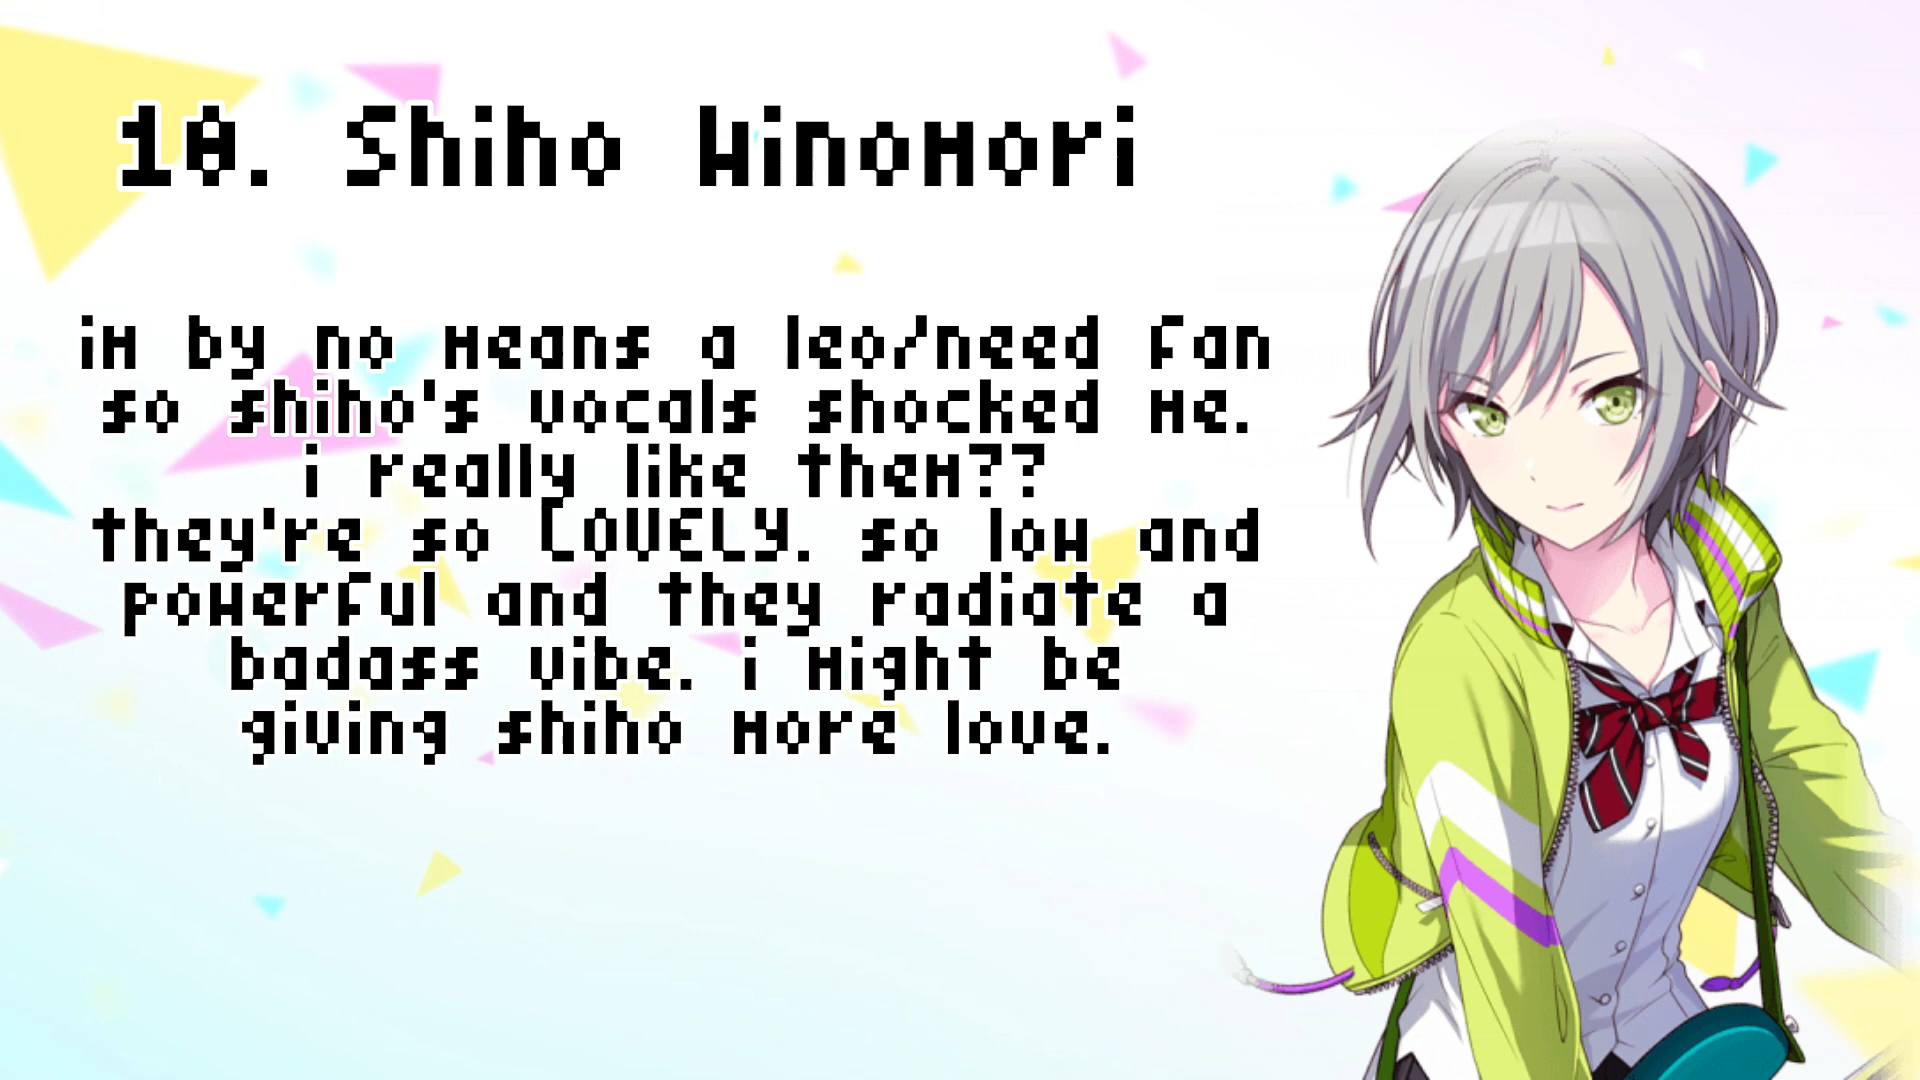 18. Shiho Hinomori
im by no means a leo/need fan
so shiho's vocals shocked me.
i really like them??
they're so LOVELY. so low and
powerful and they radiate a
badass vibe. i might be
giving shiho more love.